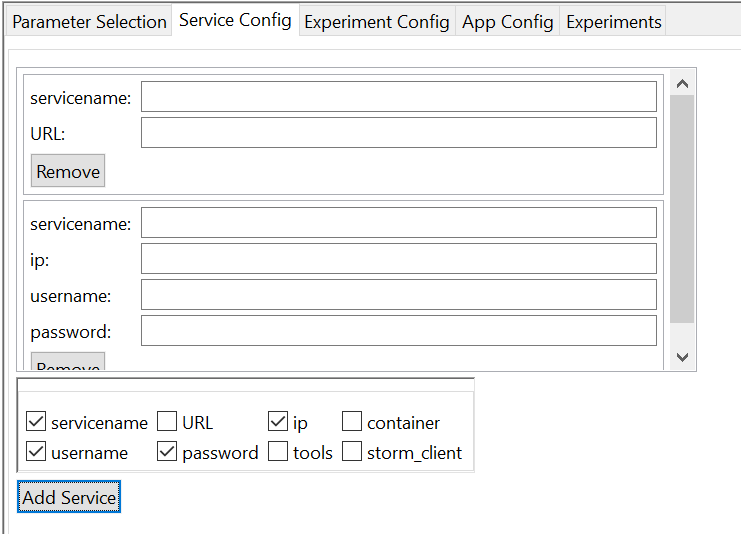 Parameter Selection Service Config Experiment Config App Config Experiments
servicename:
URL:
Remove
servicename:
ip:
username:
password:
Remove
servicename URL ip container
username password tools storm_client
Add Service